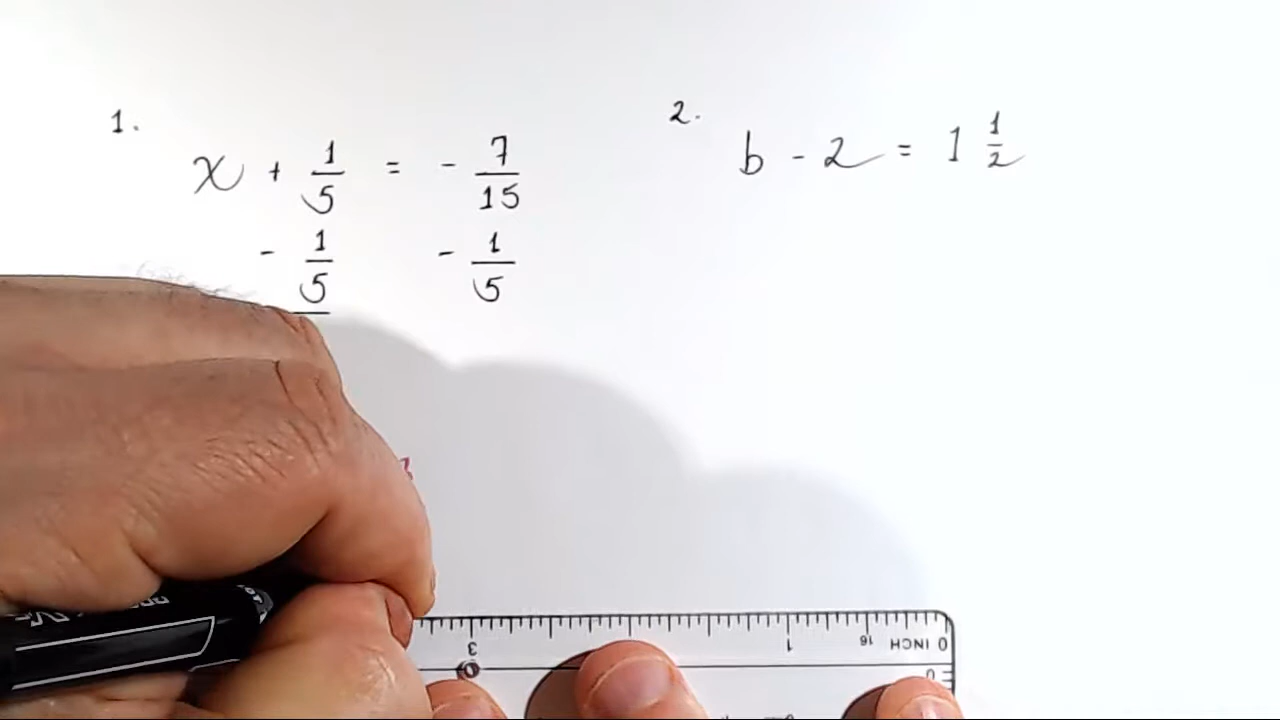 1.
x + 1/5 = - 7/15
- 1/5 - 1/5
2.
b - 2 = 1 1/2
3 1 16 INCH 0
0